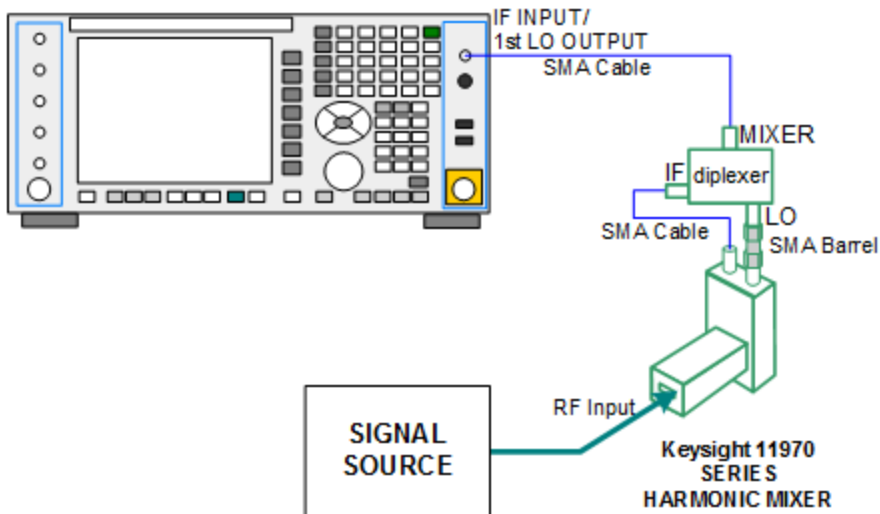 IF INPUT/
1st LO OUTPUT
SMA Cable
MIXER
IF
diplexer
LO
SMA Cable
SMA Barrel
RF Input
SIGNAL
SOURCE
Keysight 11970
SERIES
HARMONIC MIXER